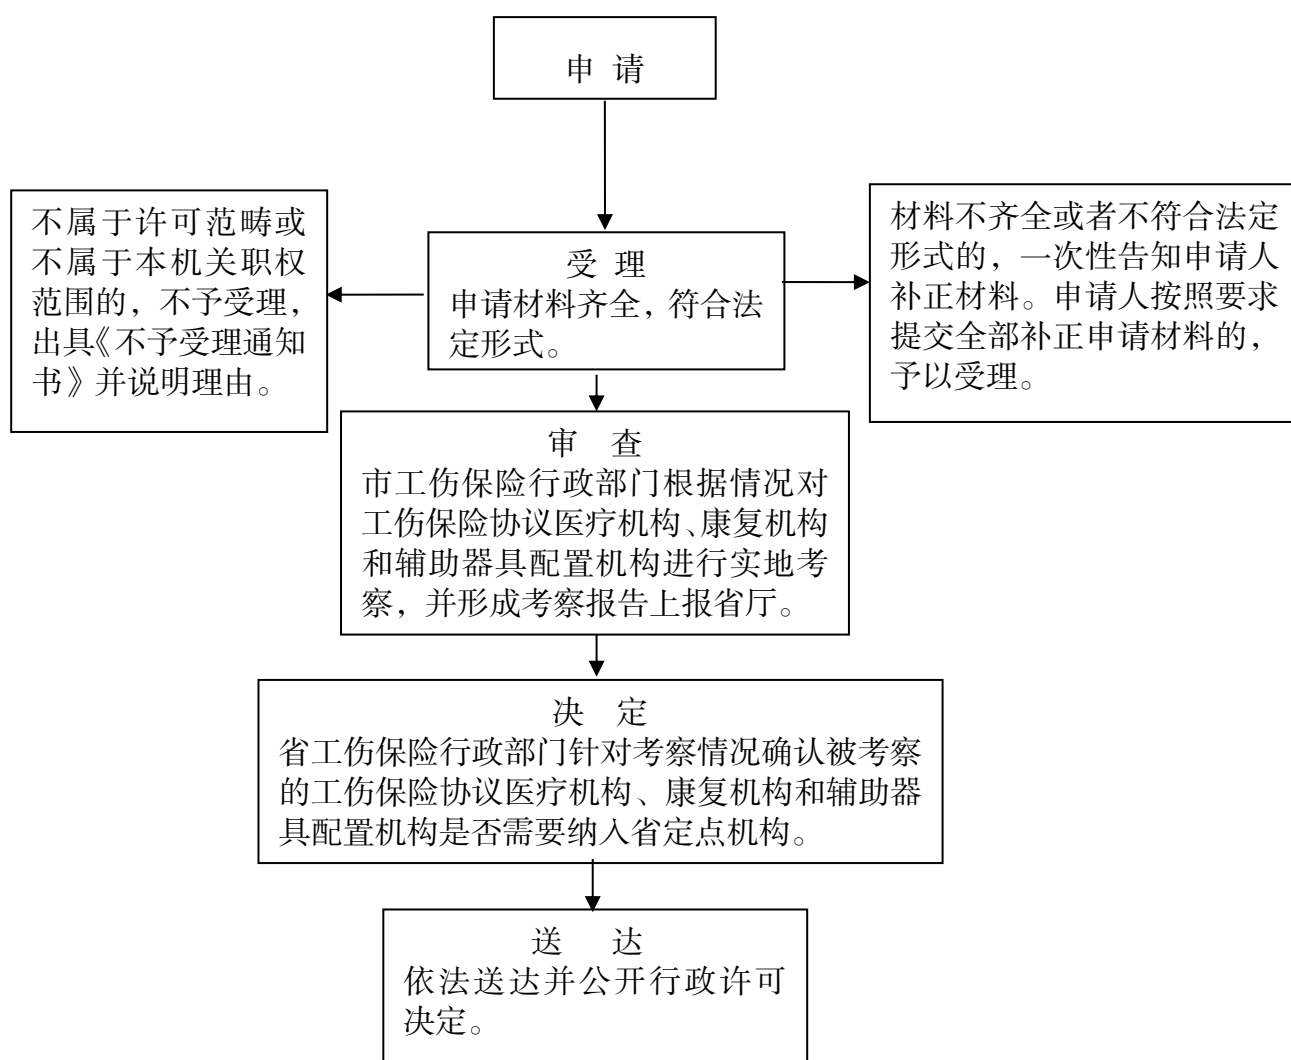 申 请
不属于许可范畴或
不属于本机关职权
范围的，不予受理，
出具《不予受理通知
书》并说明理由。
受 理
申请材料齐全，符合法
定形式。
材料不齐全或者不符合法定
形式的，一次性告知申请人
补正材料。申请人按照要求
提交全部补正申请材料的，
予以受理。
审 查
市工伤保险行政部门根据情况对
工伤保险协议医疗机构、康复机构
和辅助器具配置机构进行实地考
察，并形成考察报告上报省厅。
决 定
省工伤保险行政部门针对考察情况确认被考察
的工伤保险协议医疗机构、康复机构和辅助器
具配置机构是否需要纳入省定点机构。
送 达
依法送达并公开行政许可
决定。